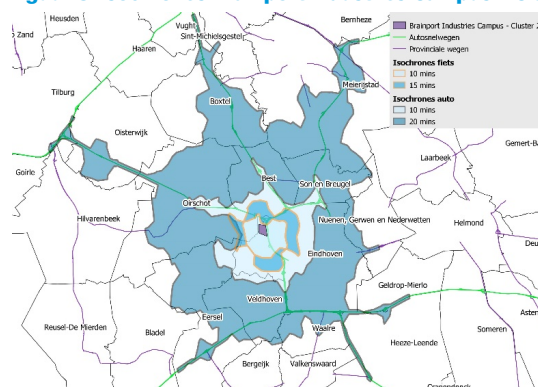 Heusden
Vught
Bernheze
Zand
Haaren
Sint-Michielsgestel
Brainport Industries Campus - Cluster 2
Autosnelwegen
Provinciale wegen
Isochrones fiets
10 mins
15 mins
Isochrones auto
10 mins
20 mins
Tilburg
Boxtel
Meierijstad
Oisterwijk
Goirle
Gemert-Ba
Laarbeek
Best
Son en Breugel
Oirschot
Hilvarenbeek
Nuenen, Gerwen en Nederwetten
Helmond
Deu
Eindhoven
Geldrop-Mierlo
Veldhoven
Eersel
Asten
Reusel-De Mierden
Bladel
Waalre
Someren
Heeze-Leende
Bergeijk
Valkenswaard